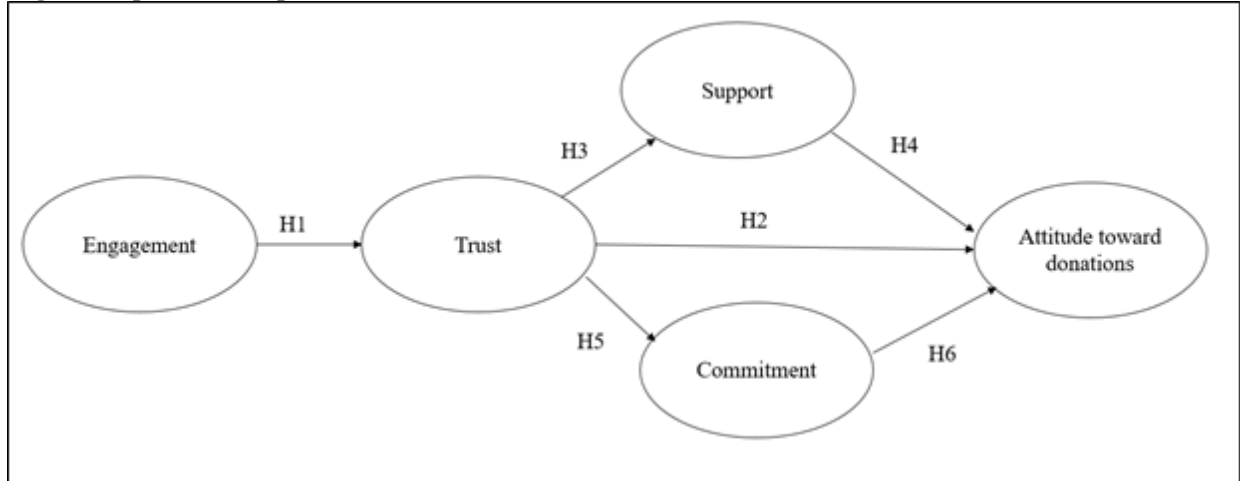 Support
H3
H4
H1
H2
Engagement
Trust
Attitude toward
donations
H5
H6
Commitment